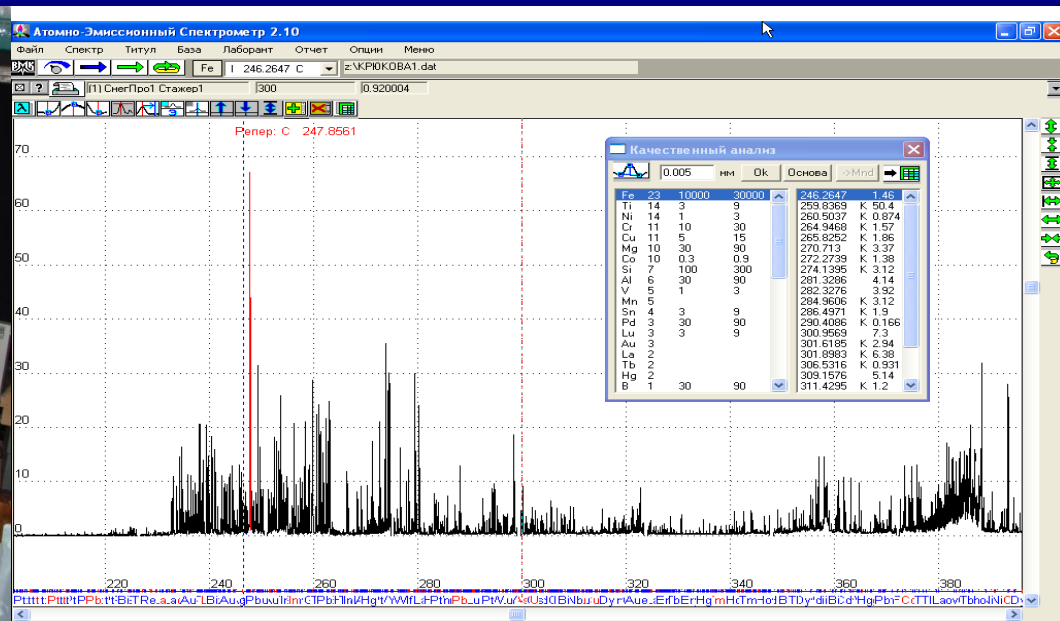 Атомно-Эмиссионный Спектрометр 2.10
Файл Спектр Титул База Лаборант Отчет Опции Меню
Fe I 246.2647 C z:\КРЮКОВА1.dat
? [1] СнегПро1 Стажер1 300 0.920004
Репер: C 247.8561
Качественный анализ
0.005 нм Ok Основа ->Mnd
Fe 23 10000 30000 246.2647 1.46
Ti 14 3 9 259.8369 К 50.4
Ni 14 1 3 260.5037 К 0.874
Cr 11 10 30 264.9468 К 1.57
Cu 11 5 15 265.8252 К 1.86
Mg 10 30 90 270.713 К 3.37
Co 10 0.3 0.9 272.2739 К 1.38
Si 7 100 300 274.1395 К 3.12
Al 6 30 90 281.3286 4.14
V 5 1 3 282.3276 3.92
Mn 5 284.9606 К 3.12
Sn 4 3 9 286.4971 К 1.9
Pd 3 30 90 290.4086 К 0.166
Lu 3 3 9 300.9569 7.3
Au 3 301.6185 К 2.94
La 2 301.8983 К 6.38
Tb 2 306.5316 К 0.931
Hg 2 309.1576 5.14
B 1 30 90 311.4295 К 1.2
70
60
50
40
30
20
10
0
220 240 260 280 300 320 340 360 380